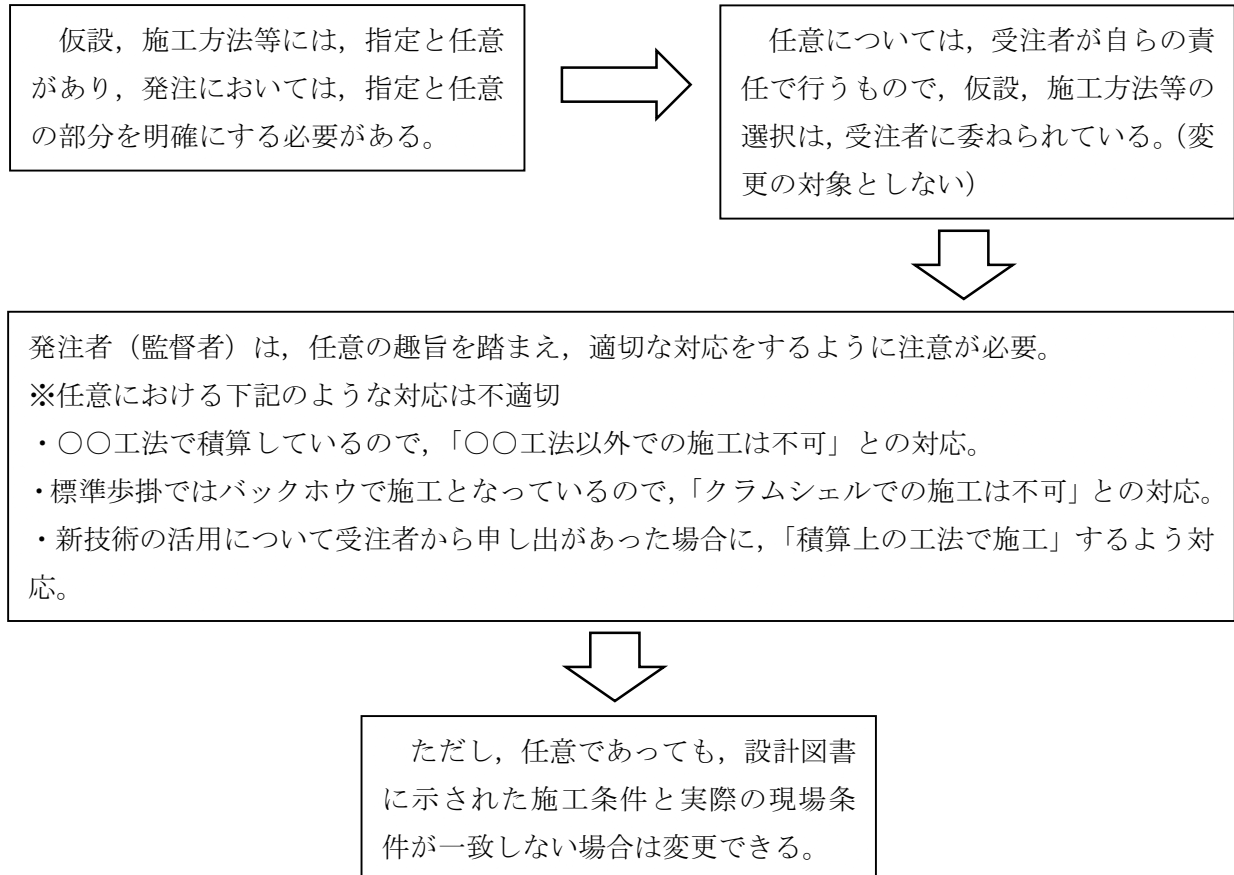 仮設，施工方法等には，指定と任意
があり，発注においては，指定と任意
の部分を明確にする必要がある。
任意については，受注者が自らの責
任で行うもので，仮設，施工方法等の
選択は，受注者に委ねられている。（変
更の対象としない）
発注者（監督者）は，任意の趣旨を踏まえ，適切な対応をするように注意が必要。
※任意における下記のような対応は不適切
・〇〇工法で積算しているので，「〇〇工法以外での施工は不可」との対応。
・標準歩掛ではバックホウで施工となっているので，「クラムシェルでの施工は不可」との対応。
・新技術の活用について受注者から申し出があった場合に，「積算上の工法で施工」するよう対
応。
ただし，任意であっても，設計図書
に示された施工条件と実際の現場条
件が一致しない場合は変更できる。